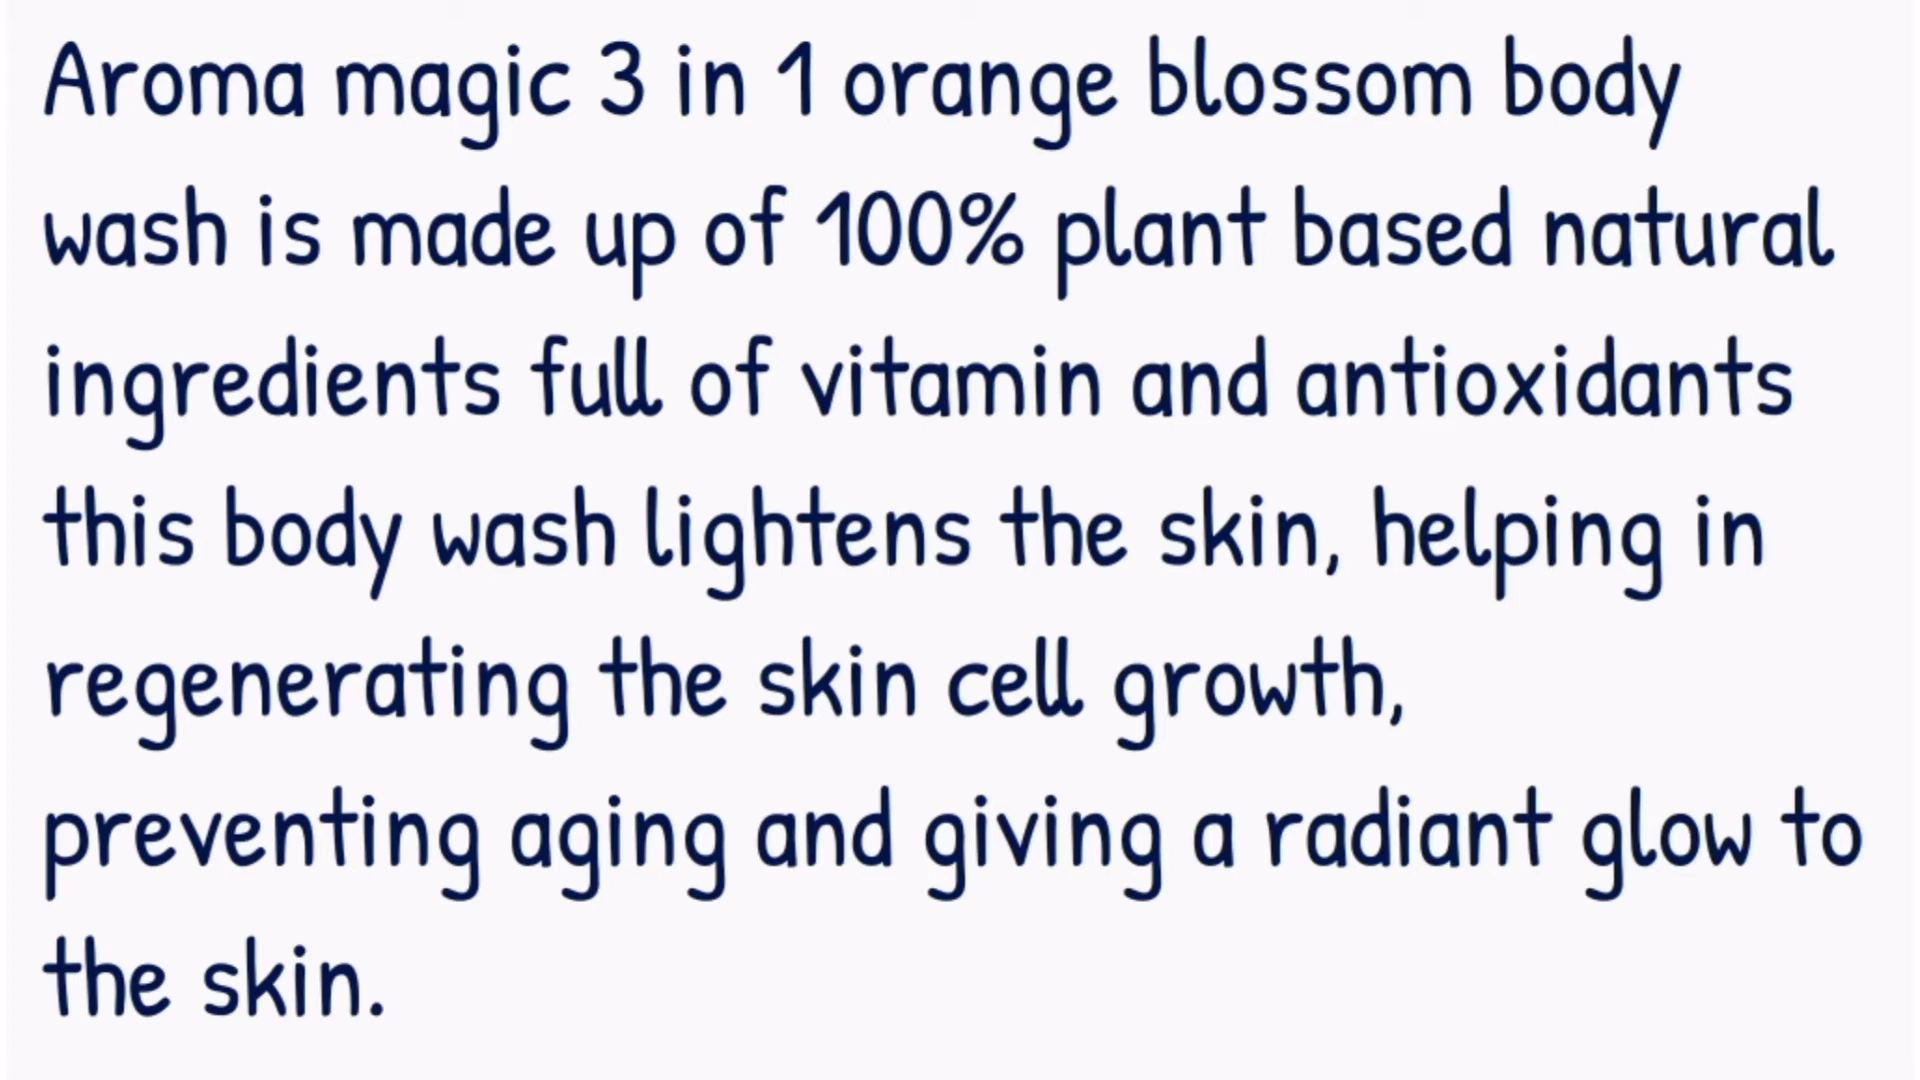 Aroma magic 3 in 1 orange blossom body
wash is made up of 100% plant based natural
ingredients full of vitamin and antioxidants
this body wash lightens the skin, helping in
regenerating the skin cell growth,
preventing aging and giving a radiant glow to
the skin.